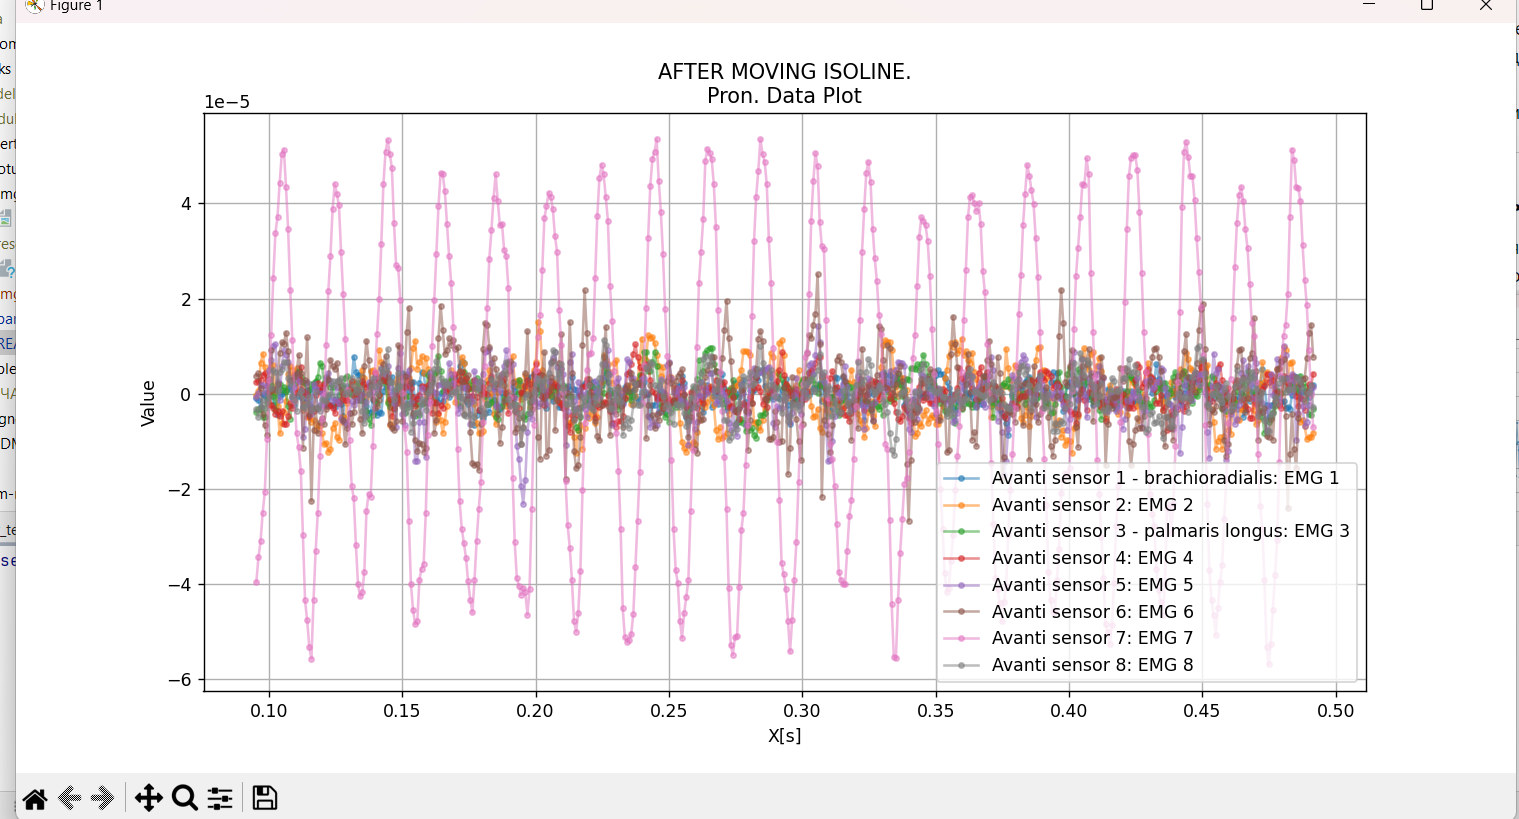 Figure 1
AFTER MOVING ISOLINE.
Pron. Data Plot
1e−5
4
2
0
−2
−4
−6
Value
0.10 0.15 0.20 0.25 0.30 0.35 0.40 0.45 0.50
X[s]
Avanti sensor 1 - brachioradialis: EMG 1
Avanti sensor 2: EMG 2
Avanti sensor 3 - palmaris longus: EMG 3
Avanti sensor 4: EMG 4
Avanti sensor 5: EMG 5
Avanti sensor 6: EMG 6
Avanti sensor 7: EMG 7
Avanti sensor 8: EMG 8